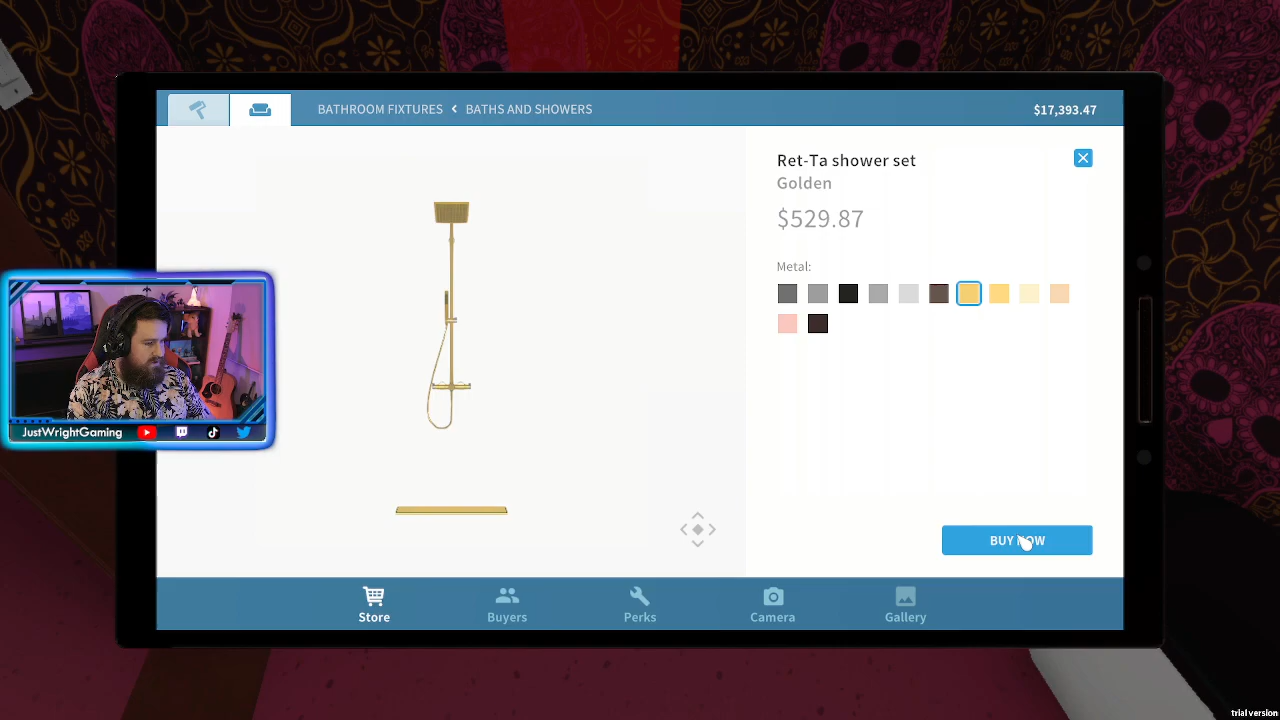 BATHROOM FIXTURES < BATHS AND SHOWERS
$17,393.47
Ret-Ta shower set
Golden
$529.87
Metal:
JustWrightGaming
BUY NOW
Store
Buyers
Perks
Camera
Gallery
trial version